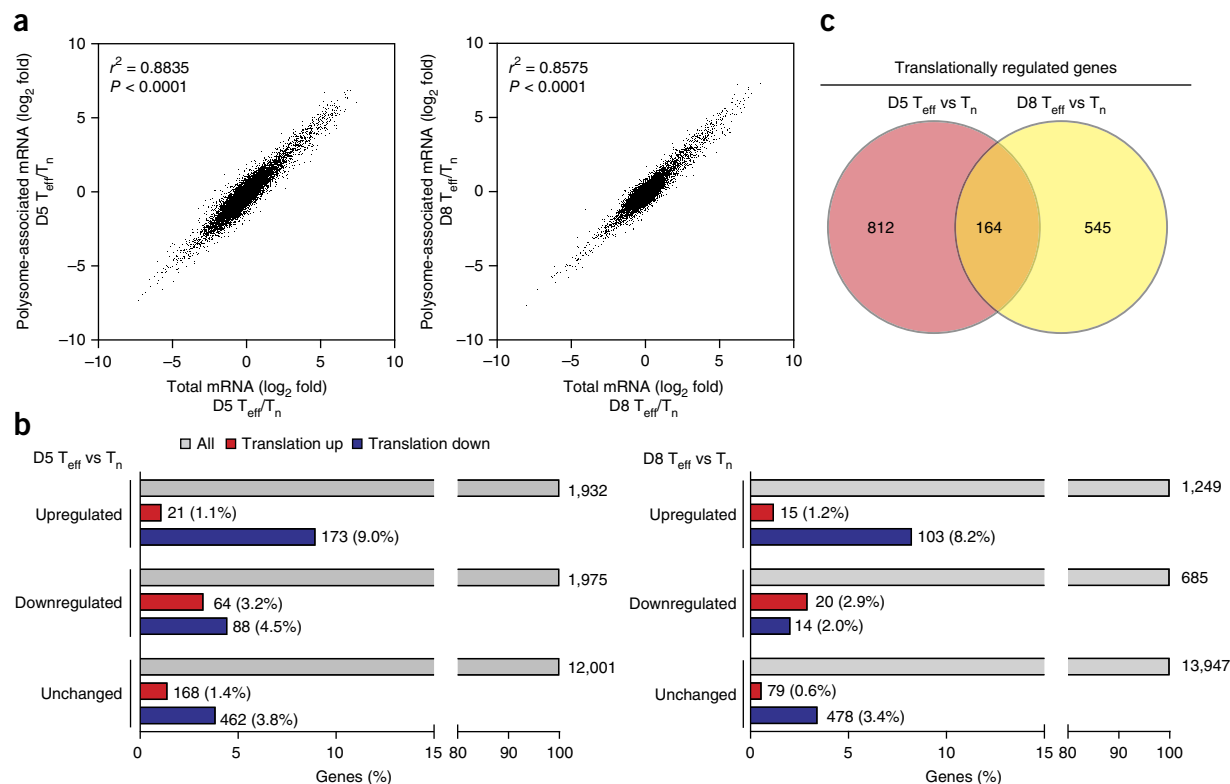 a
10
5
0
–5
–10
–10
–5
0
5
10
r² = 0.8835
P < 0.0001
Polysome-associated mRNA (log₂ fold)
D5 Teff/Tn
Total mRNA (log₂ fold)
D5 Teff/Tn
10
5
0
–5
–10
–10
–5
0
5
10
r² = 0.8575
P < 0.0001
Polysome-associated mRNA (log₂ fold)
D8 Teff/Tn
Total mRNA (log₂ fold)
D8 Teff/Tn
c
Translationally regulated genes
D5 Teff vs Tn
D8 Teff vs Tn
812
164
545
b
All
Translation up
Translation down
D5 Teff vs Tn
Upregulated
1,932
21 (1.1%)
173 (9.0%)
Downregulated
1,975
64 (3.2%)
88 (4.5%)
Unchanged
12,001
168 (1.4%)
462 (3.8%)
0
5
10
15
80
90
100
Genes (%)
D8 Teff vs Tn
Upregulated
1,249
15 (1.2%)
103 (8.2%)
Downregulated
685
20 (2.9%)
14 (2.0%)
Unchanged
13,947
79 (0.6%)
478 (3.4%)
0
5
10
15
80
90
100
Genes (%)